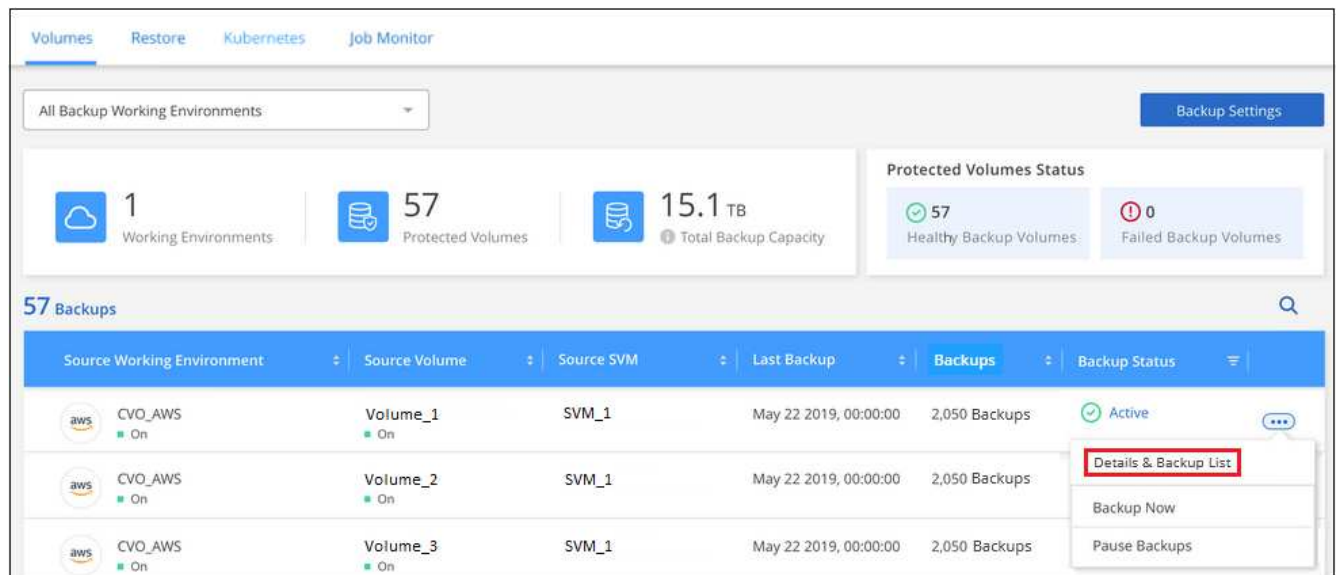 Volumes Restore Kubernetes Job Monitor
All Backup Working Environments
Backup Settings
1
Working Environments
57
Protected Volumes
15.1 TB
Total Backup Capacity
Protected Volumes Status
57
Healthy Backup Volumes
0
Failed Backup Volumes
57 Backups
Source Working Environment Source Volume Source SVM Last Backup Backups Backup Status
aws CVO_AWS Volume_1 SVM_1 May 22 2019, 00:00:00 2,050 Backups Active
On On
Details & Backup List
aws CVO_AWS Volume_2 SVM_1 May 22 2019, 00:00:00 2,050 Backups
On On
Backup Now
aws CVO_AWS Volume_3 SVM_1 May 22 2019, 00:00:00 2,050 Backups
On On
Pause Backups